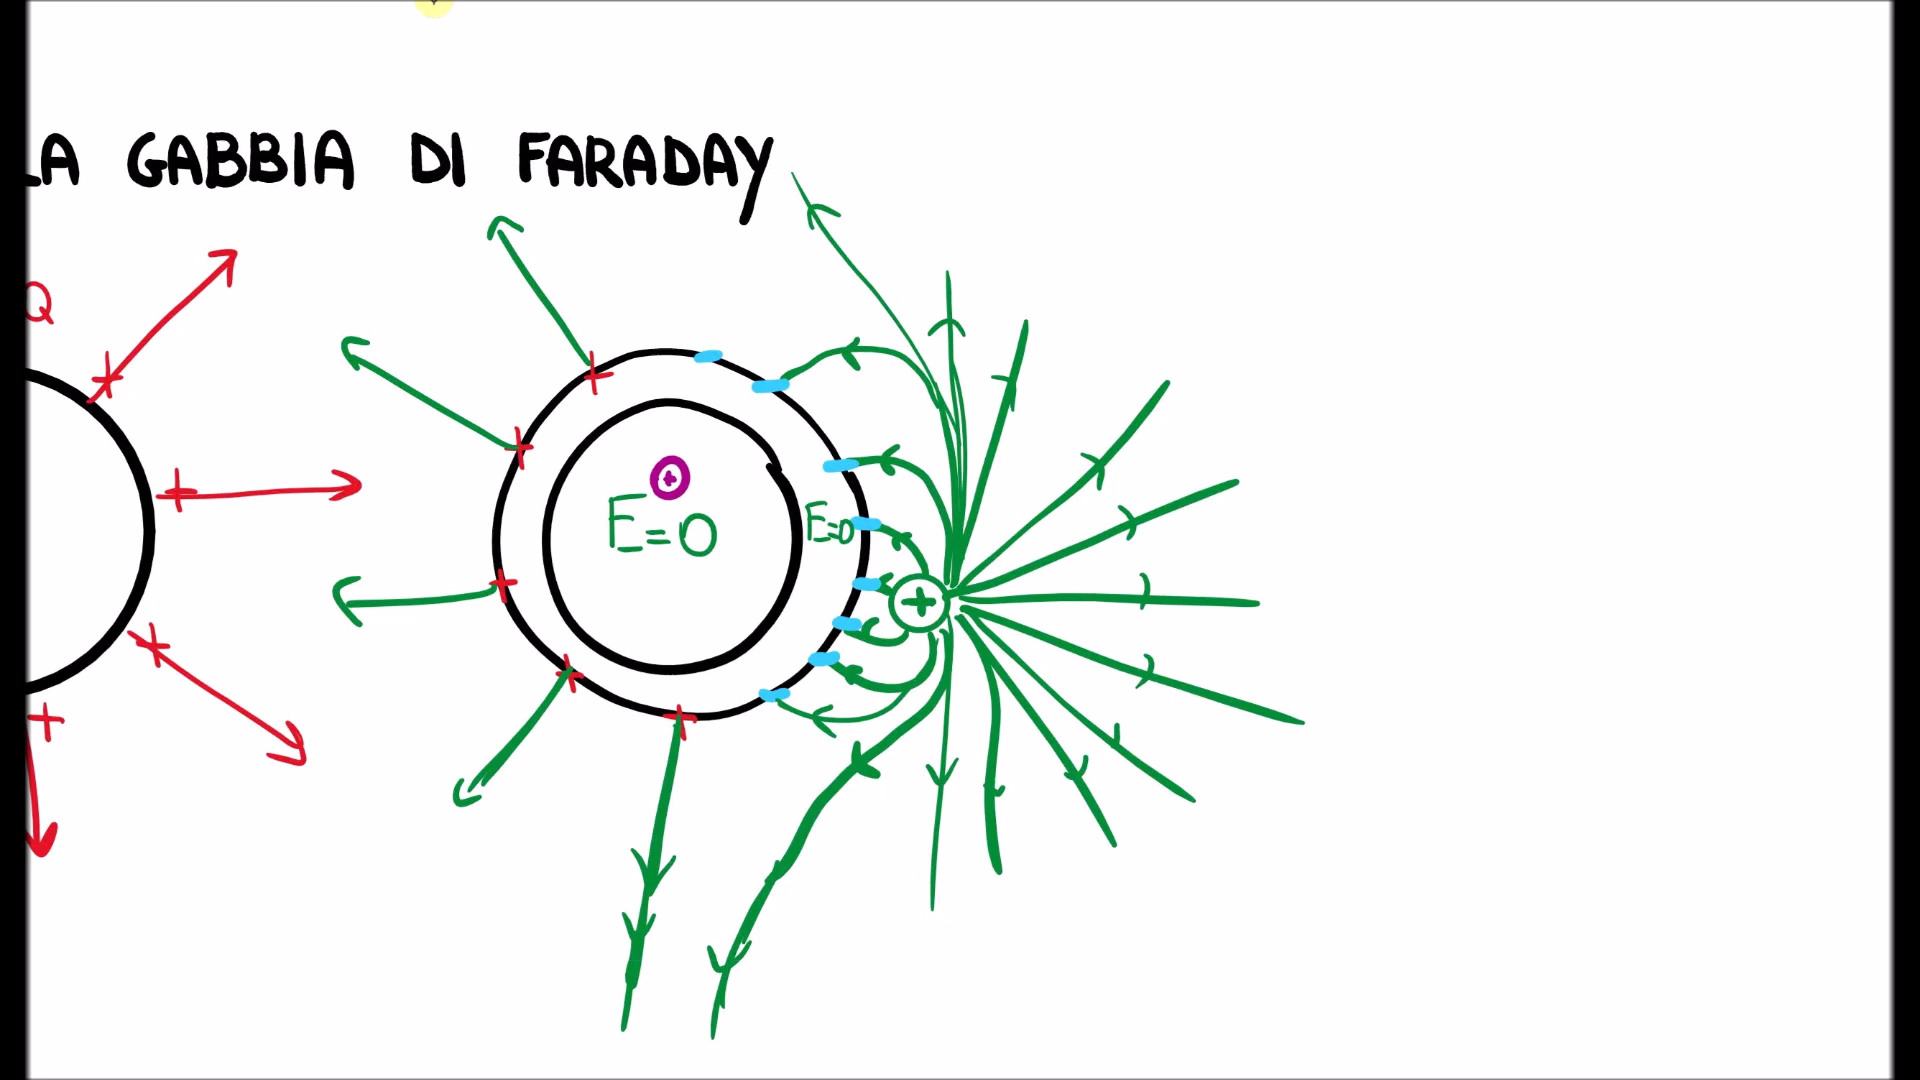 LA GABBIA DI FARADAY
Q
+ + + +
+ + + + +
+
E=0
E=0
+